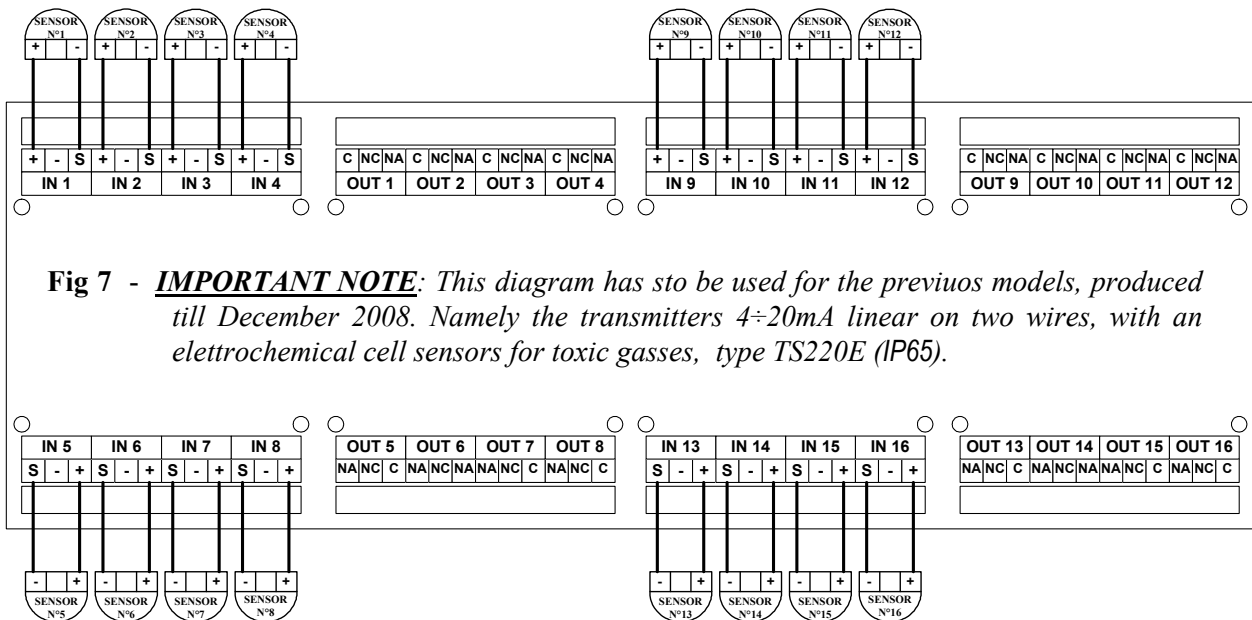 SENSOR SENSOR SENSOR SENSOR SENSOR SENSOR SENSOR SENSOR
N°1 N°2 N°3 N°4 N°9 N°10 N°11 N°12
+ - + - + - + - + - + - + - + -
+ - S + - S + - S + - S C NC NA C NC NA C NC NA C NC NA + - S + - S + - S + - S C NC NA C NC NA C NC NA C NC NA
IN 1 IN 2 IN 3 IN 4 OUT 1 OUT 2 OUT 3 OUT 4 IN 9 IN 10 IN 11 IN 12 OUT 9 OUT 10 OUT 11 OUT 12
Fig 7 - IMPORTANT NOTE: This diagram has sto be used for the previuos models, produced
till December 2008. Namely the transmitters 4÷20mA linear on two wires, with an
elettrochemical cell sensors for toxic gasses, type TS220E (IP65).
IN 5 IN 6 IN 7 IN 8 OUT 5 OUT 6 OUT 7 OUT 8 IN 13 IN 14 IN 15 IN 16 OUT 13 OUT 14 OUT 15 OUT 16
S - + S - + S - + S - + NA NC C NA NC NA NA NC C NA NC C S - + S - + S - + S - + NA NC C NA NC NA NA NC C NA NC C
- + - + - + - + - + - + - + - +
SENSOR SENSOR SENSOR SENSOR SENSOR SENSOR SENSOR SENSOR
N°5 N°6 N°7 N°8 N°13 N°14 N°15 N°16